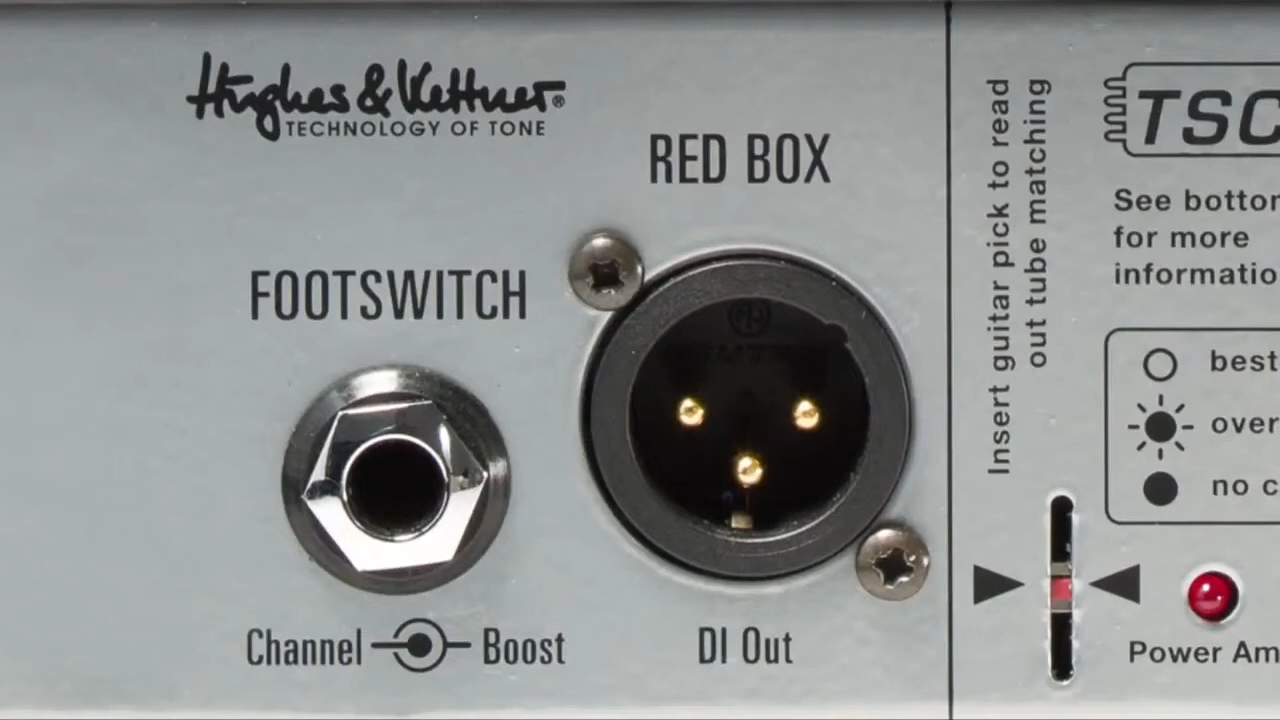 Hughes & Kettner®
TECHNOLOGY OF TONE
RED BOX
FOOTSWITCH
Channel
Boost
DI Out
Insert guitar pick to read
out tube matching
TSC
See bottom
for more
informatio
best
over
no c
Power Am